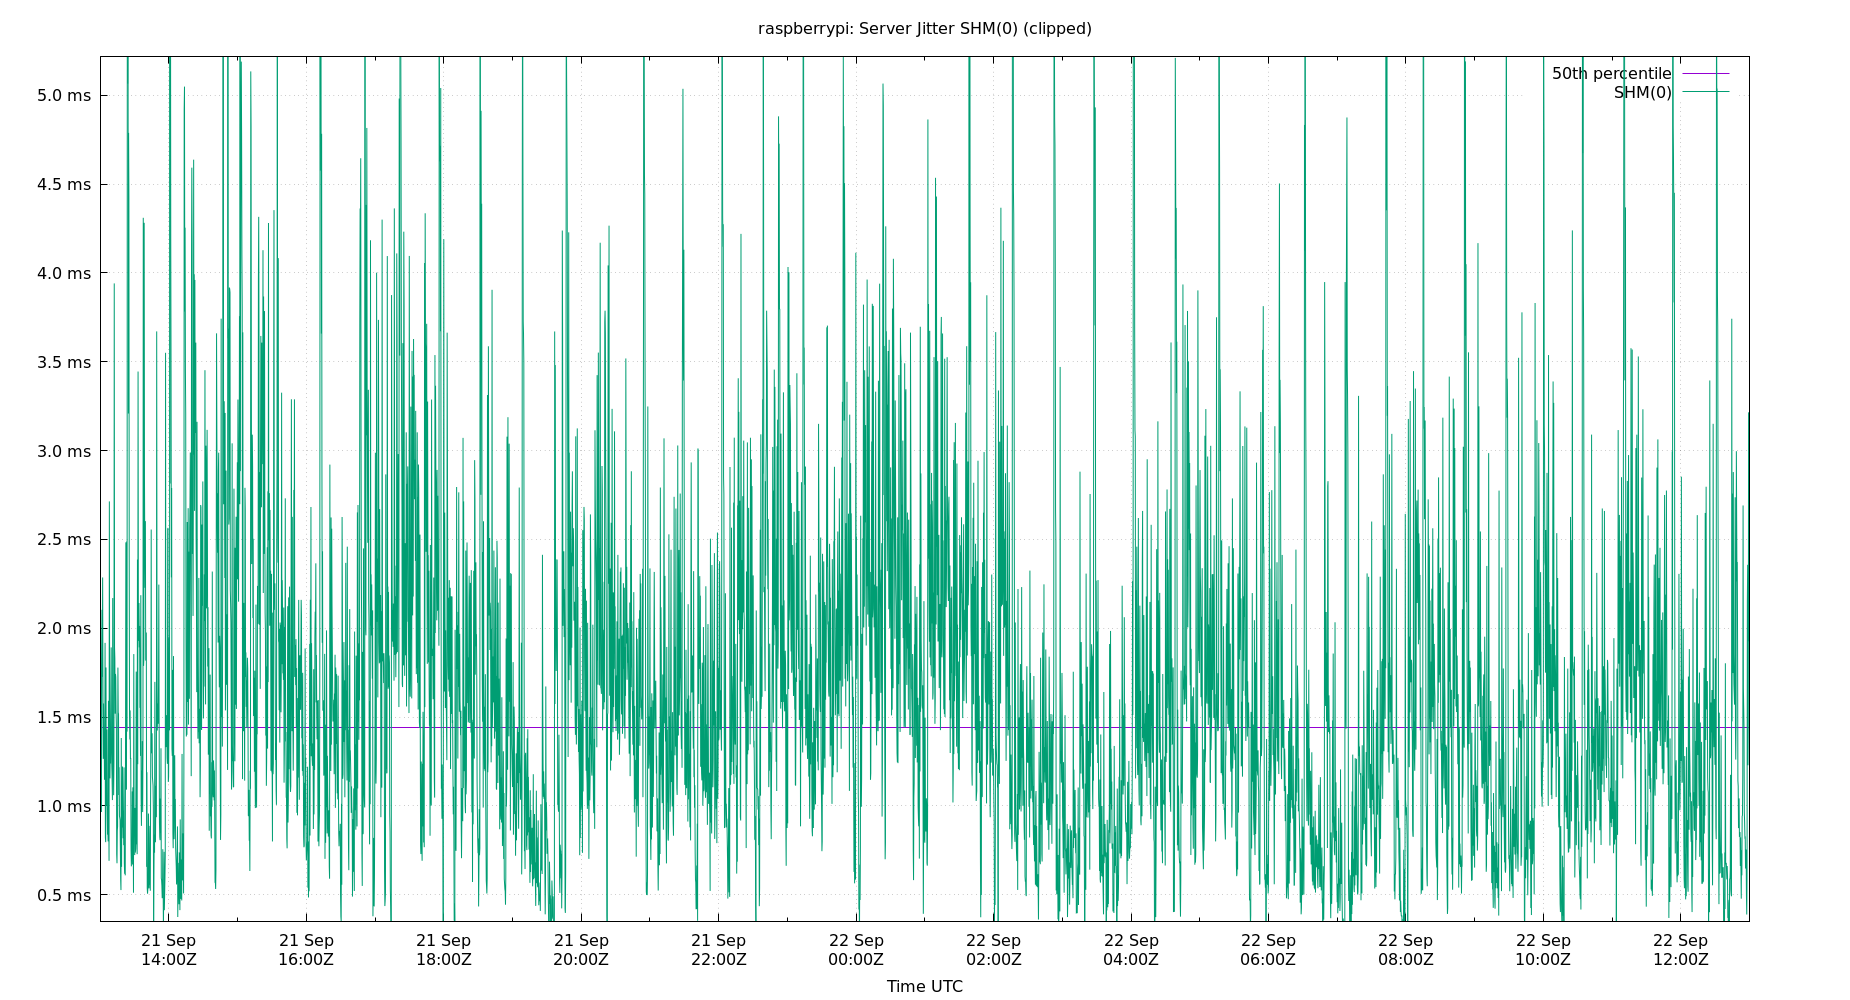 raspberrypi: Server Jitter SHM(0) (clipped)
50th percentile
SHM(0)
5.0 ms
4.5 ms
4.0 ms
3.5 ms
3.0 ms
2.5 ms
2.0 ms
1.5 ms
1.0 ms
0.5 ms
21 Sep 21 Sep 21 Sep 21 Sep 21 Sep 22 Sep 22 Sep 22 Sep 22 Sep 22 Sep 22 Sep 22 Sep
14:00Z 16:00Z 18:00Z 20:00Z 22:00Z 00:00Z 02:00Z 04:00Z 06:00Z 08:00Z 10:00Z 12:00Z
Time UTC